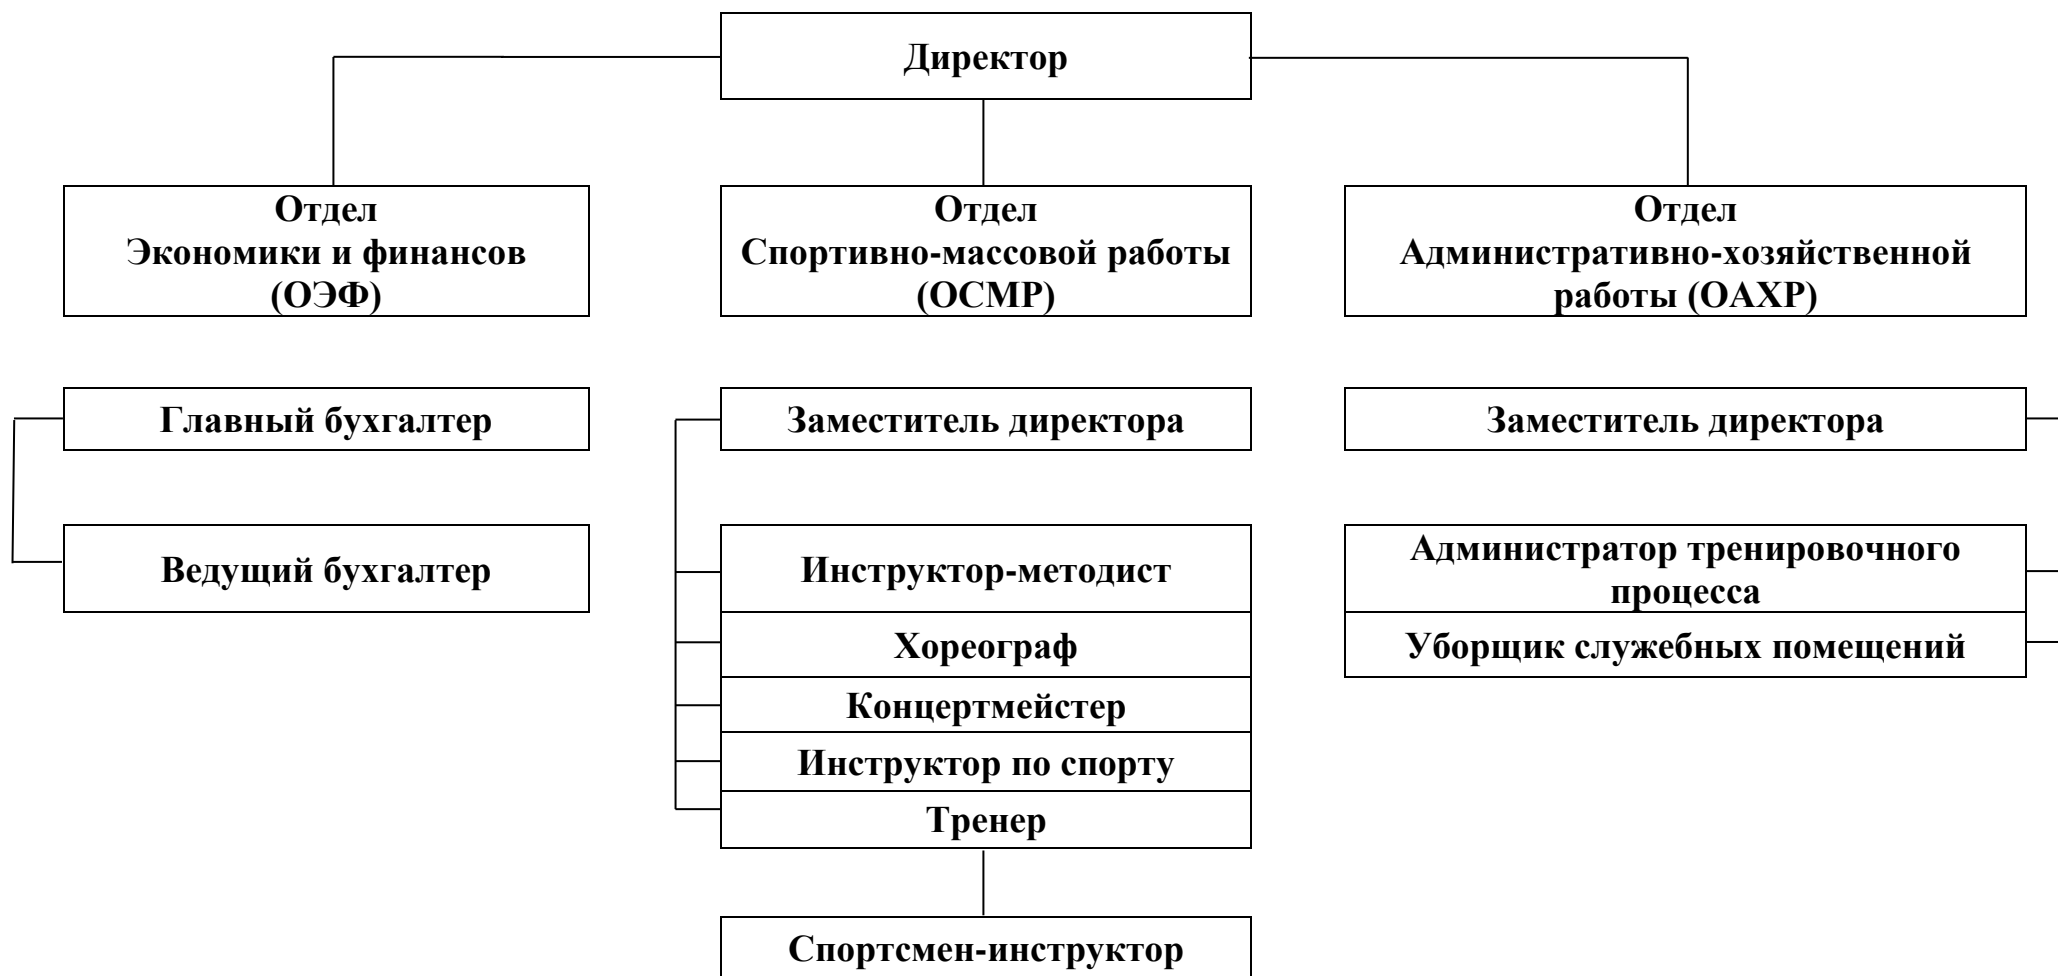 Директор
Отдел
Экономики и финансов
(ОЭФ)
Отдел
Спортивно-массовой работы
(ОСМР)
Отдел
Административно-хозяйственной
работы (ОАХР)
Главный бухгалтер
Заместитель директора
Заместитель директора
Ведущий бухгалтер
Инструктор-методист
Администратор тренировочного
процесса
Хореограф
Уборщик служебных помещений
Концертмейстер
Инструктор по спорту
Тренер
Спортсмен-инструктор